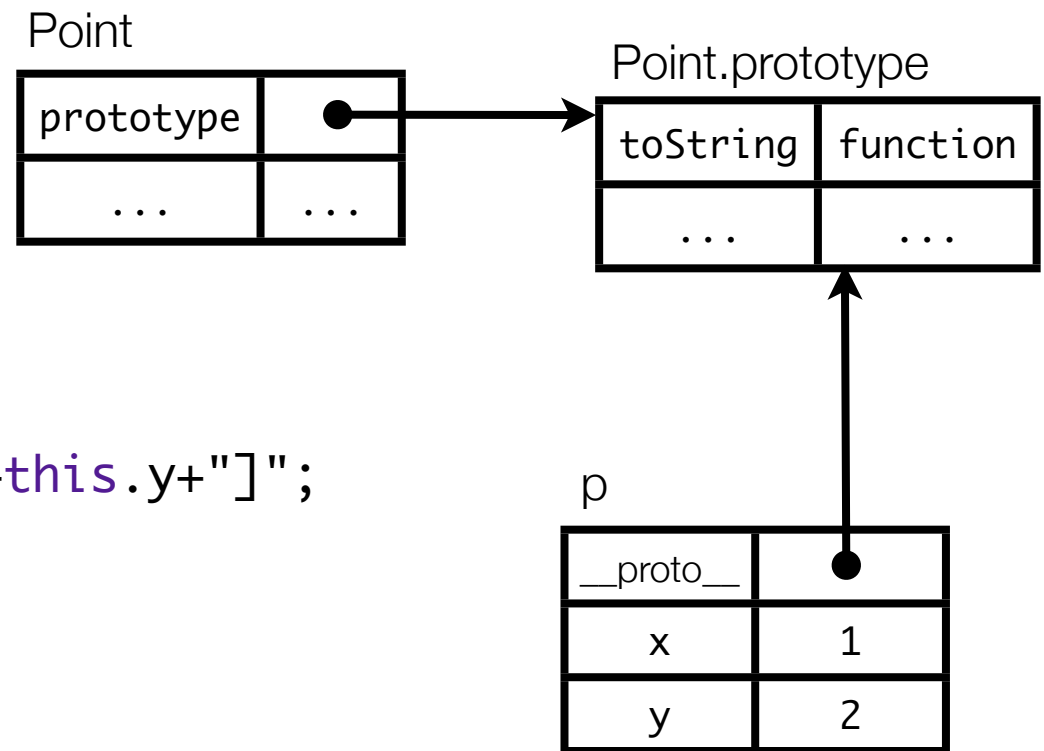 Point
prototype
... ...
Point.prototype
toString function
... ...
this.y+"]";
p
__proto__
x 1
y 2